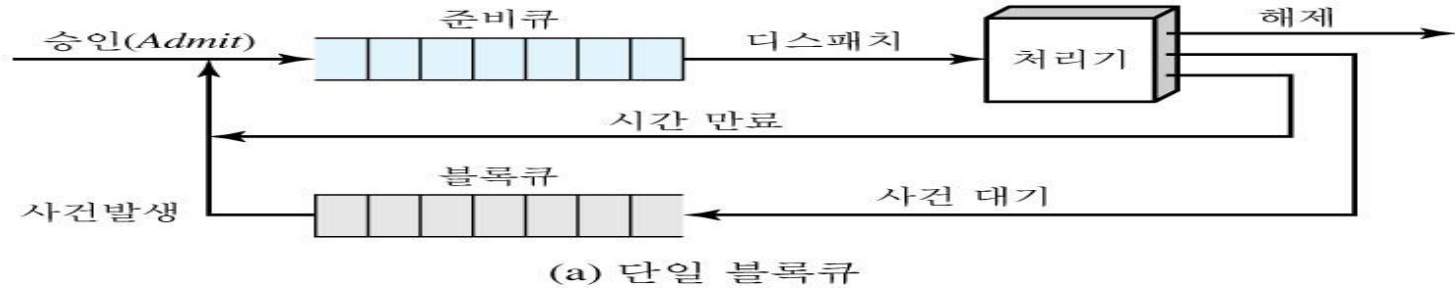 승인(Admit)
준비큐
디스패치
처리기
해제
시간 만료
블록큐
사건발생
사건 대기
(a) 단일 블록큐